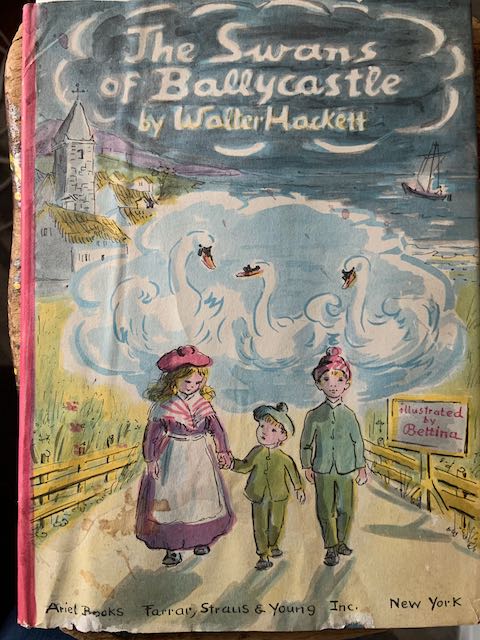 The Swans
of Ballycastle
by Walter Hackett
illustrated
by
Bettina
Ariel Books Farrar, Straus & Young Inc. New York